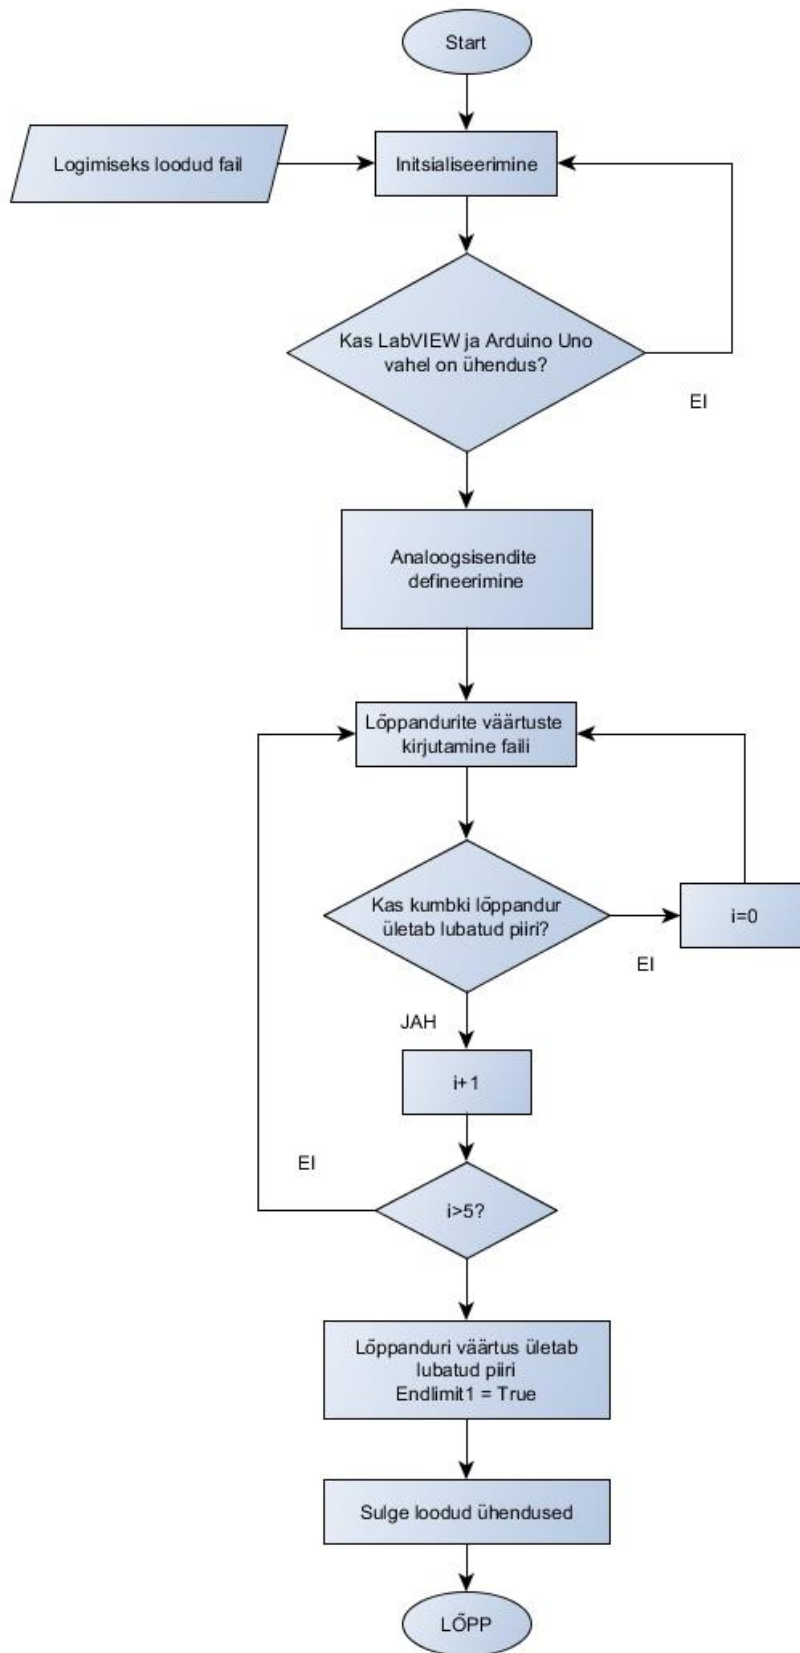 Start
Logimiseks loodud fail
Initsialiseerimine
Kas LabVIEW ja Arduino Uno
vahel on ühendus?
EI
Analoogsisendite
defineerimine
Lõppandurite väärtuste
kirjutamine faili
Kas kumbki lõppandur
ületab lubatud piiri?
i=0
EI
JAH
i+1
EI
i>5?
Lõppanduri väärtus ületab
lubatud piiri
Endlimit1 = True
Sulge loodud ühendused
LÕPP